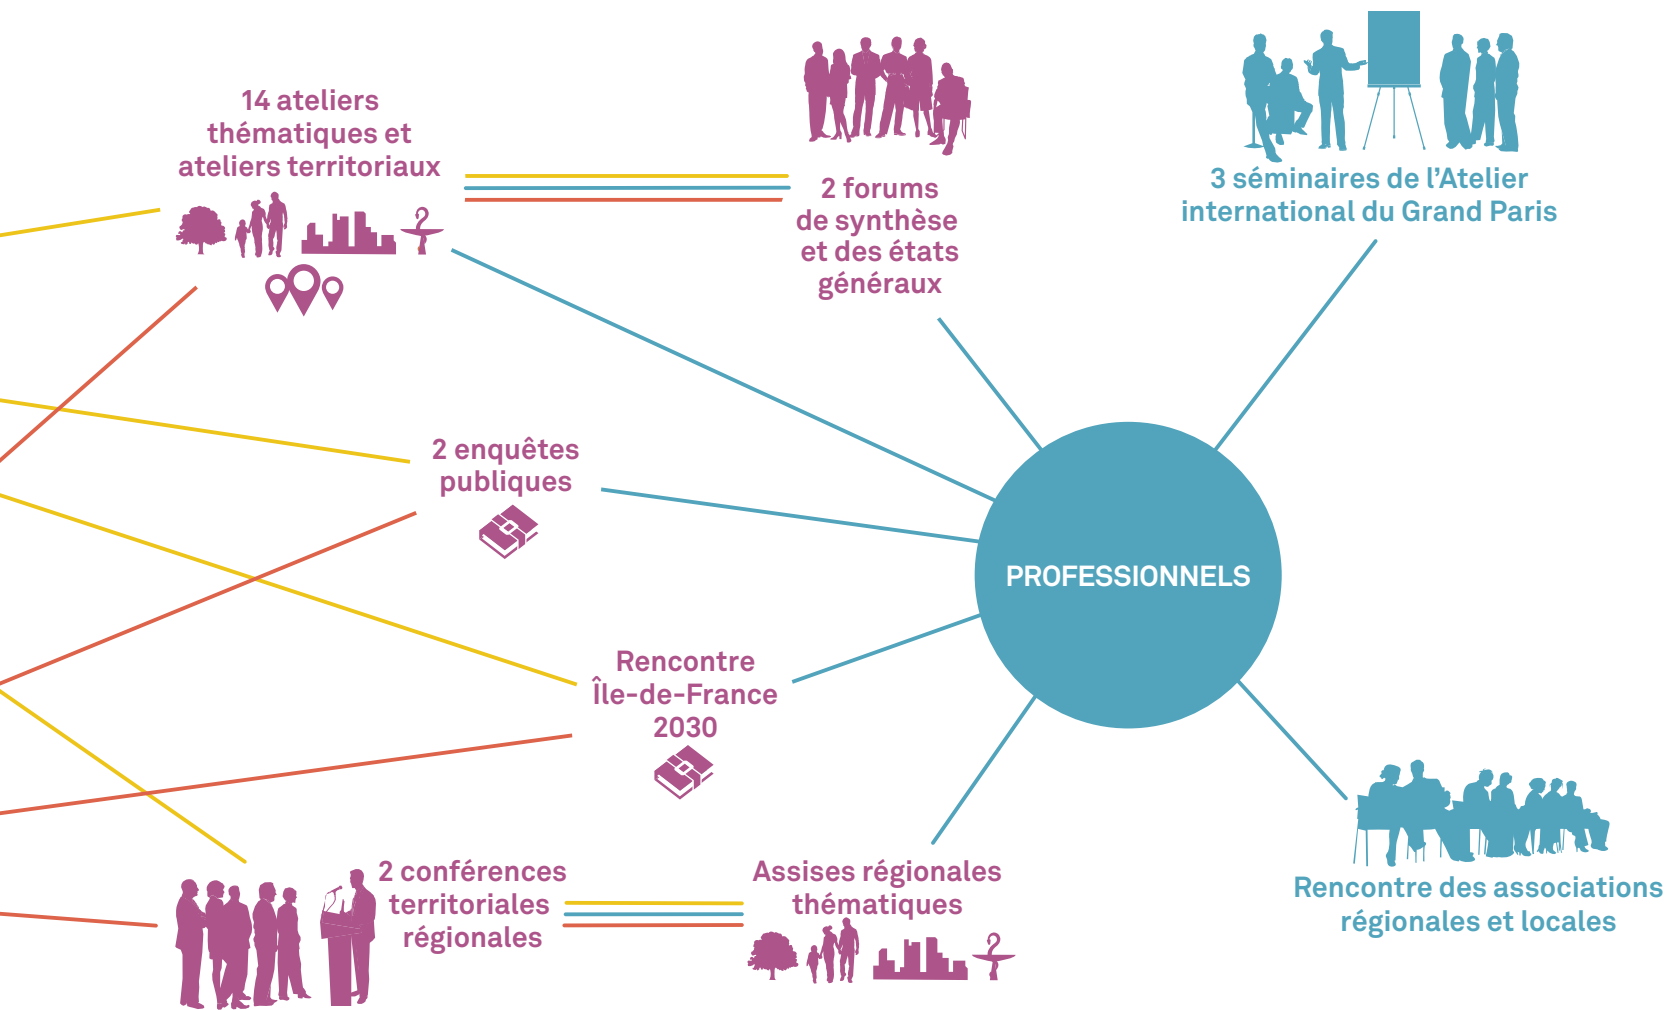 14 ateliers
thématiques et
ateliers territoriaux
2 forums
de synthèse
et des états
généraux
3 séminaires de l’Atelier
international du Grand Paris
2 enquêtes
publiques
PROFESSIONNELS
Rencontre
Île-de-France
2030
2 conférences
territoriales
régionales
Assises régionales
thématiques
Rencontre des associations
régionales et locales